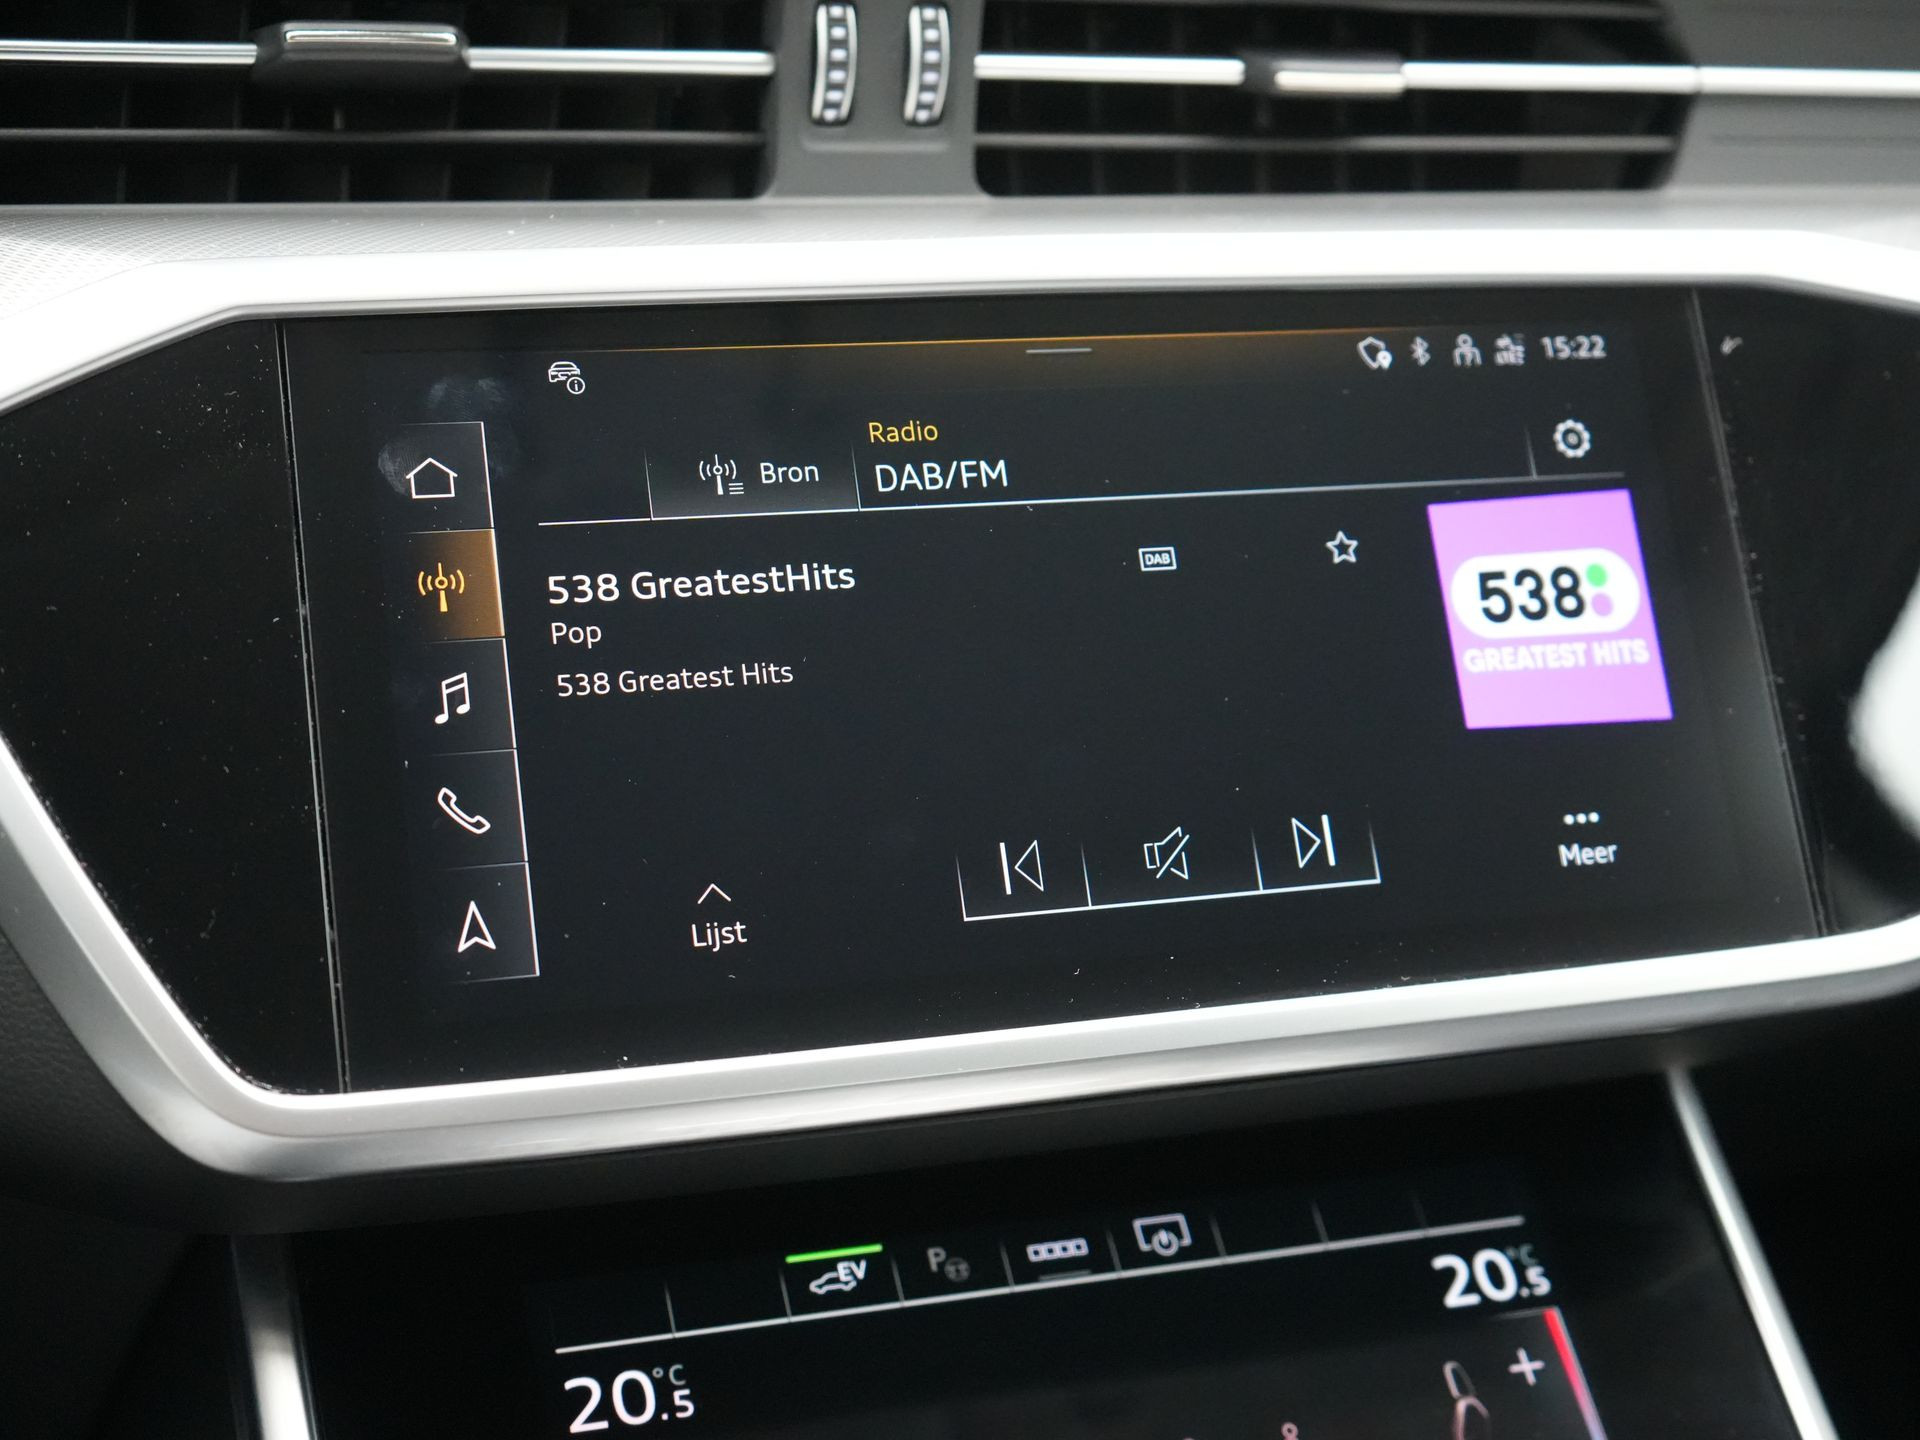 15:22
Radio
Bron
DAB/FM
538 GreatestHits
DAB
Pop
538 Greatest Hits
538
GREATEST HITS
Meer
Lijst
EV
P
20.5 °C
20.5 °C